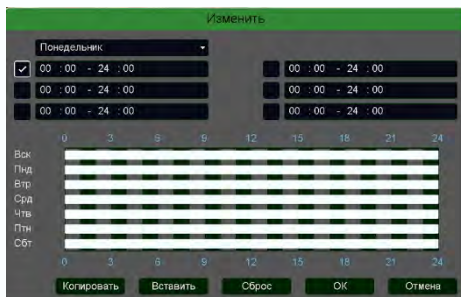 Изменить
Понедельник
00 :00 - 24 :00 00 :00 - 24 :00
00 :00 - 24 :00 00 :00 - 24 :00
00 :00 - 24 :00 00 :00 - 24 :00
0 3 6 9 12 15 18 21 24
Вск
Пнд
Втр
Срд
Чтв
Птн
Сбт
0 3 6 9 12 15 18 21 24
Копировать Вставить Сброс ОК Отмена